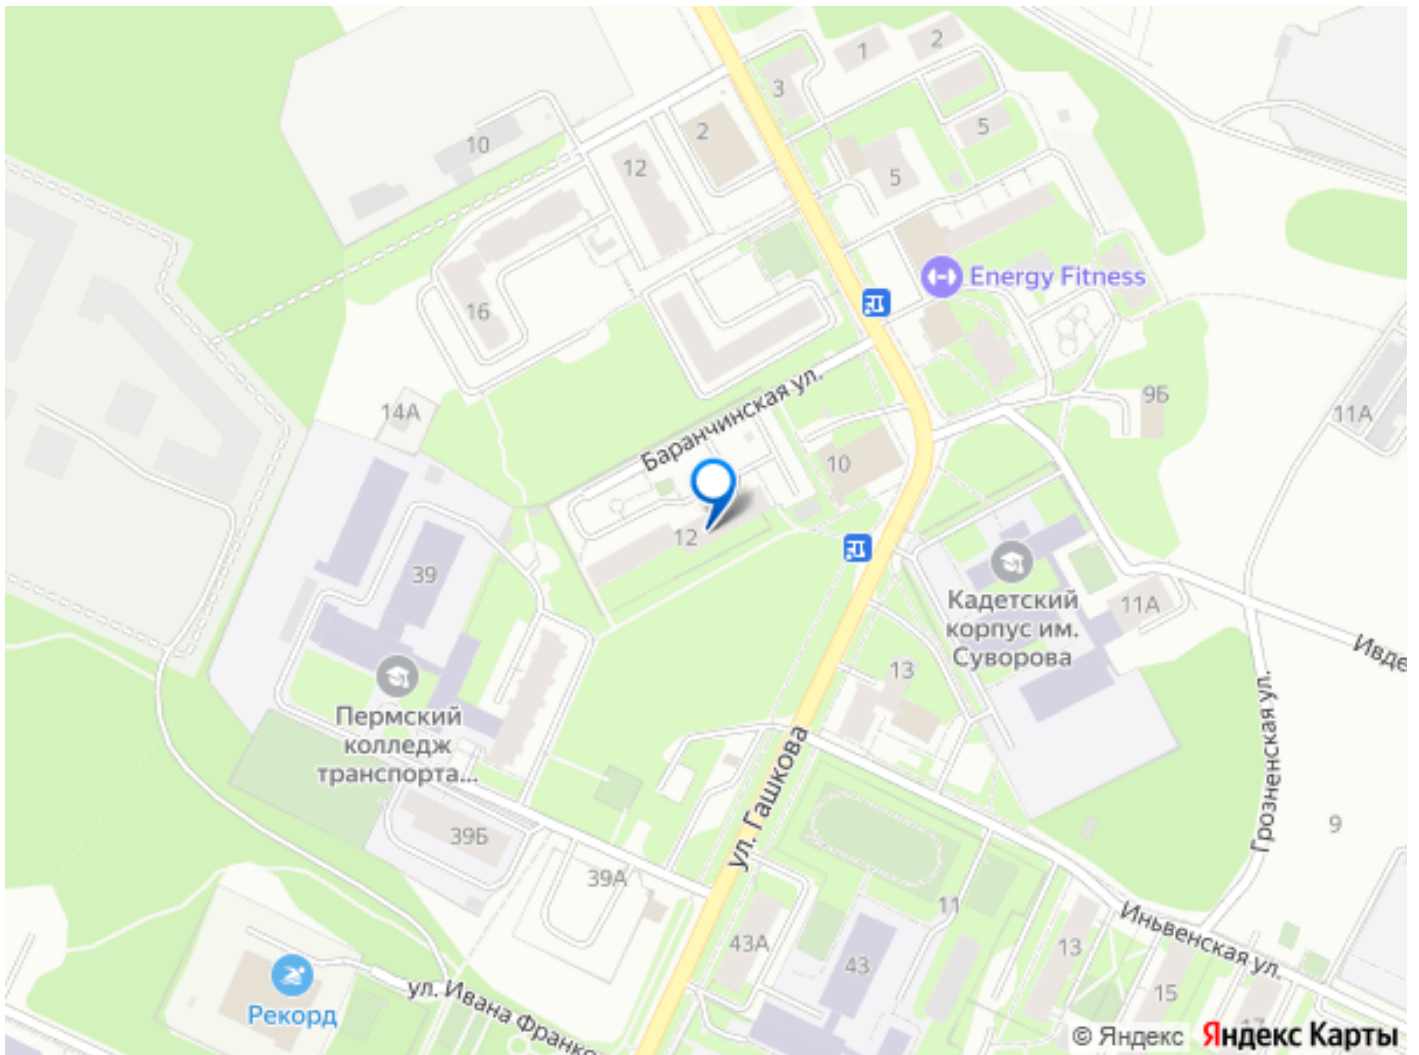 1
2
3
2
5
10
12
5
Energy Fitness
16
Баранчинская ул.
14А
9Б
11А
10
12
39
Кадетский
корпус им.
Суворова
11А
Ивде
13
Грозненская ул.
Пермский
колледж
транспорта...
ул. Гашкова
39Б
39А
9
11
Иньвенская ул.
43А
43
13
15
17
Рекорд
ул. Ивана Франко
© Яндекс Яндекс Карты